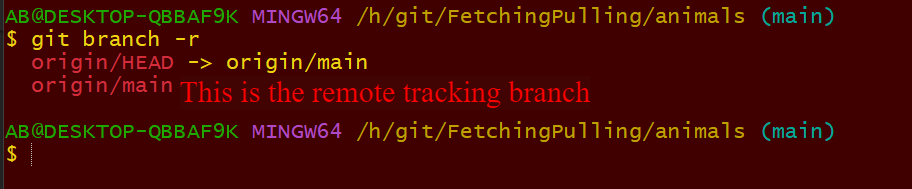 AB@DESKTOP-QBBAF9K MINGW64 /h/git/FetchingPulling/animals (main)
$ git branch -r
origin/HEAD -> origin/main
origin/main This is the remote tracking branch
AB@DESKTOP-QBBAF9K MINGW64 /h/git/FetchingPulling/animals (main)
$